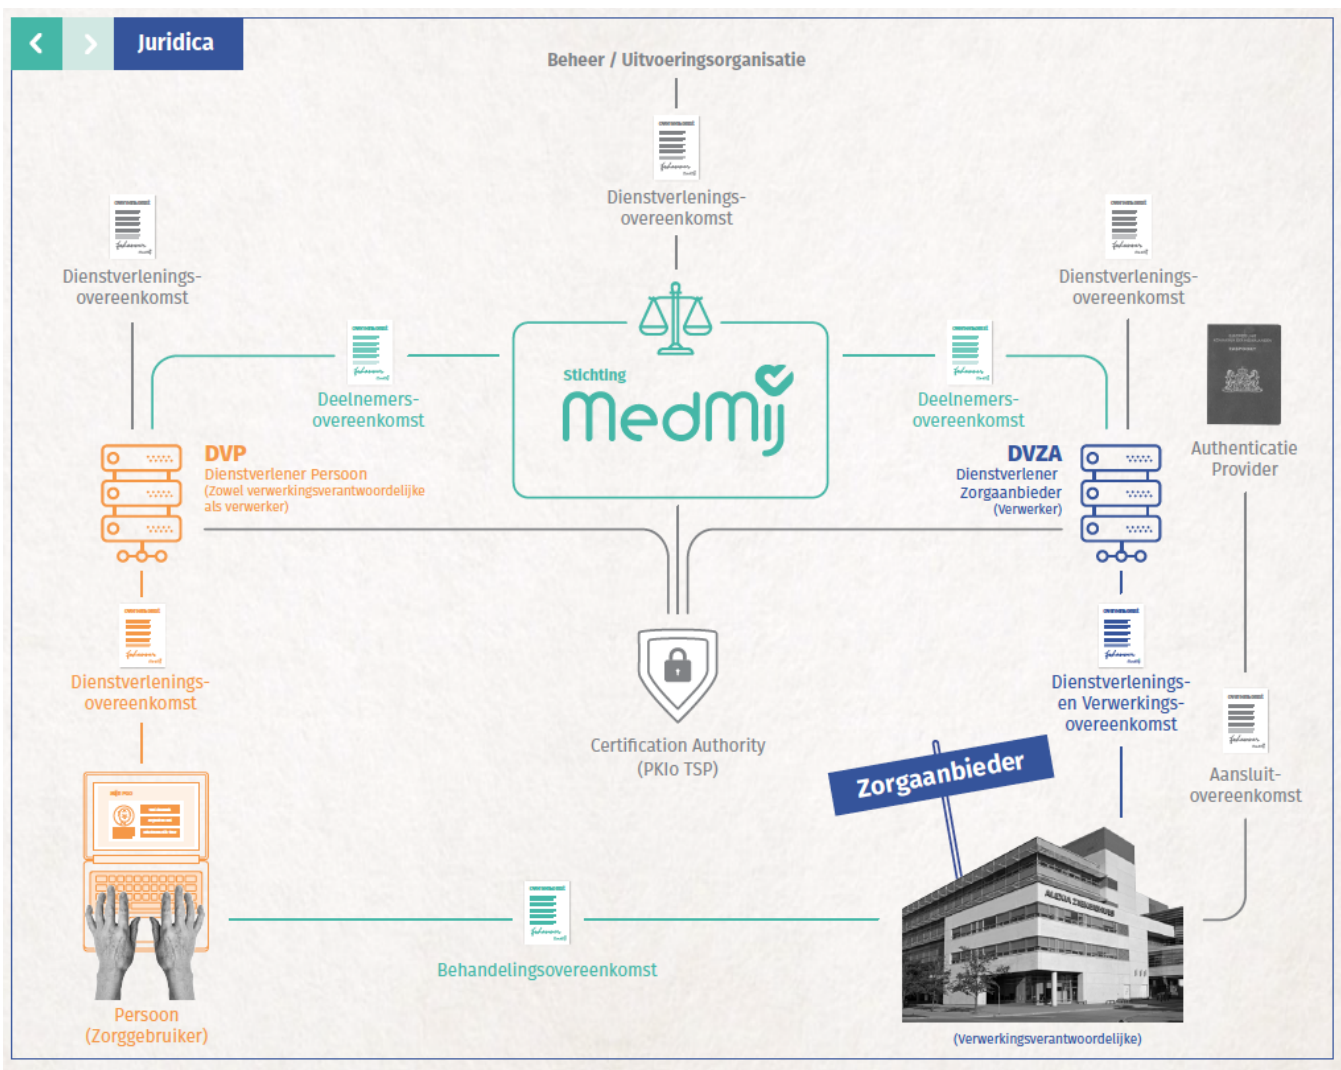 Juridica
Beheer / Uitvoeringsorganisatie
Dienstverlenings-
overeenkomst
Dienstverlenings-
overeenkomst
Dienstverlenings-
overeenkomst
Stichting
MedMij
Deelnemers-
overeenkomst
Deelnemers-
overeenkomst
Authenticatie
Provider
DVP
Dienstverlener Persoon
(Zowel verwerkingsverantwoordelijke
als verwerker)
DVZA
Dienstverlener
Zorgaanbieder
(Verwerker)
Dienstverlenings-
overeenkomst
Dienstverlenings-
en Verwerkings-
overeenkomst
Certification Authority
(PKIo TSP)
Zorgaanbieder
Aansluit-
overeenkomst
Behandelingsovereenkomst
Persoon
(Zorggebruiker)
(Verwerkingsverantwoordelijke)